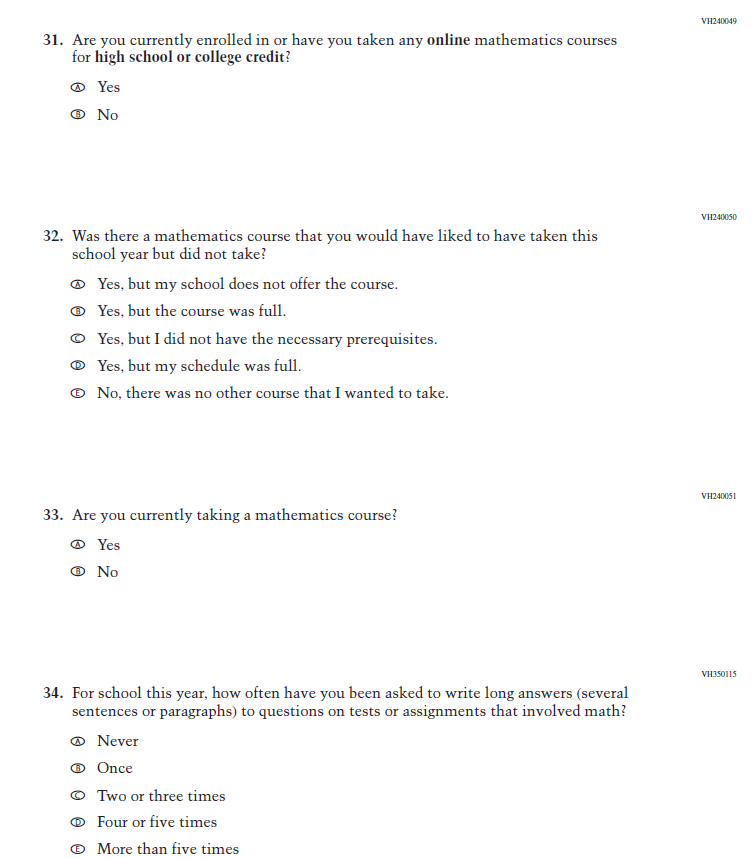 VH240049
31. Are you currently enrolled in or have you taken any online mathematics courses
for high school or college credit?
A Yes
B No
VH240050
32. Was there a mathematics course that you would have liked to have taken this
school year but did not take?
A Yes, but my school does not offer the course.
B Yes, but the course was full.
C Yes, but I did not have the necessary prerequisites.
D Yes, but my schedule was full.
E No, there was no other course that I wanted to take.
VH240051
33. Are you currently taking a mathematics course?
A Yes
B No
VH350115
34. For school this year, how often have you been asked to write long answers (several
sentences or paragraphs) to questions on tests or assignments that involved math?
A Never
B Once
C Two or three times
D Four or five times
E More than five times